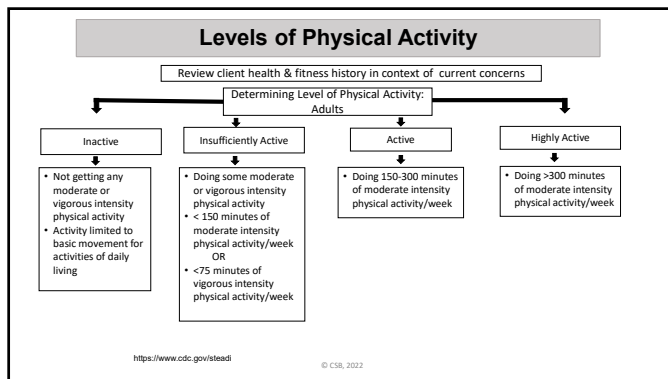 Levels of Physical Activity
Review client health & fitness history in context of current concerns
Determining Level of Physical Activity:
Adults
Inactive
• Not getting any
moderate or
vigorous intensity
physical activity
• Activity limited to
basic movement for
activities of daily
living
Insufficiently Active
• Doing some moderate
or vigorous intensity
physical activity
• < 150 minutes of
moderate intensity
physical activity/week
OR
• <75 minutes of
vigorous intensity
physical activity/week
Active
• Doing 150-300 minutes
of moderate intensity
physical activity/week
Highly Active
• Doing >300 minutes
of moderate intensity
physical activity/week
https://www.cdc.gov/steadi
© CSB, 2022